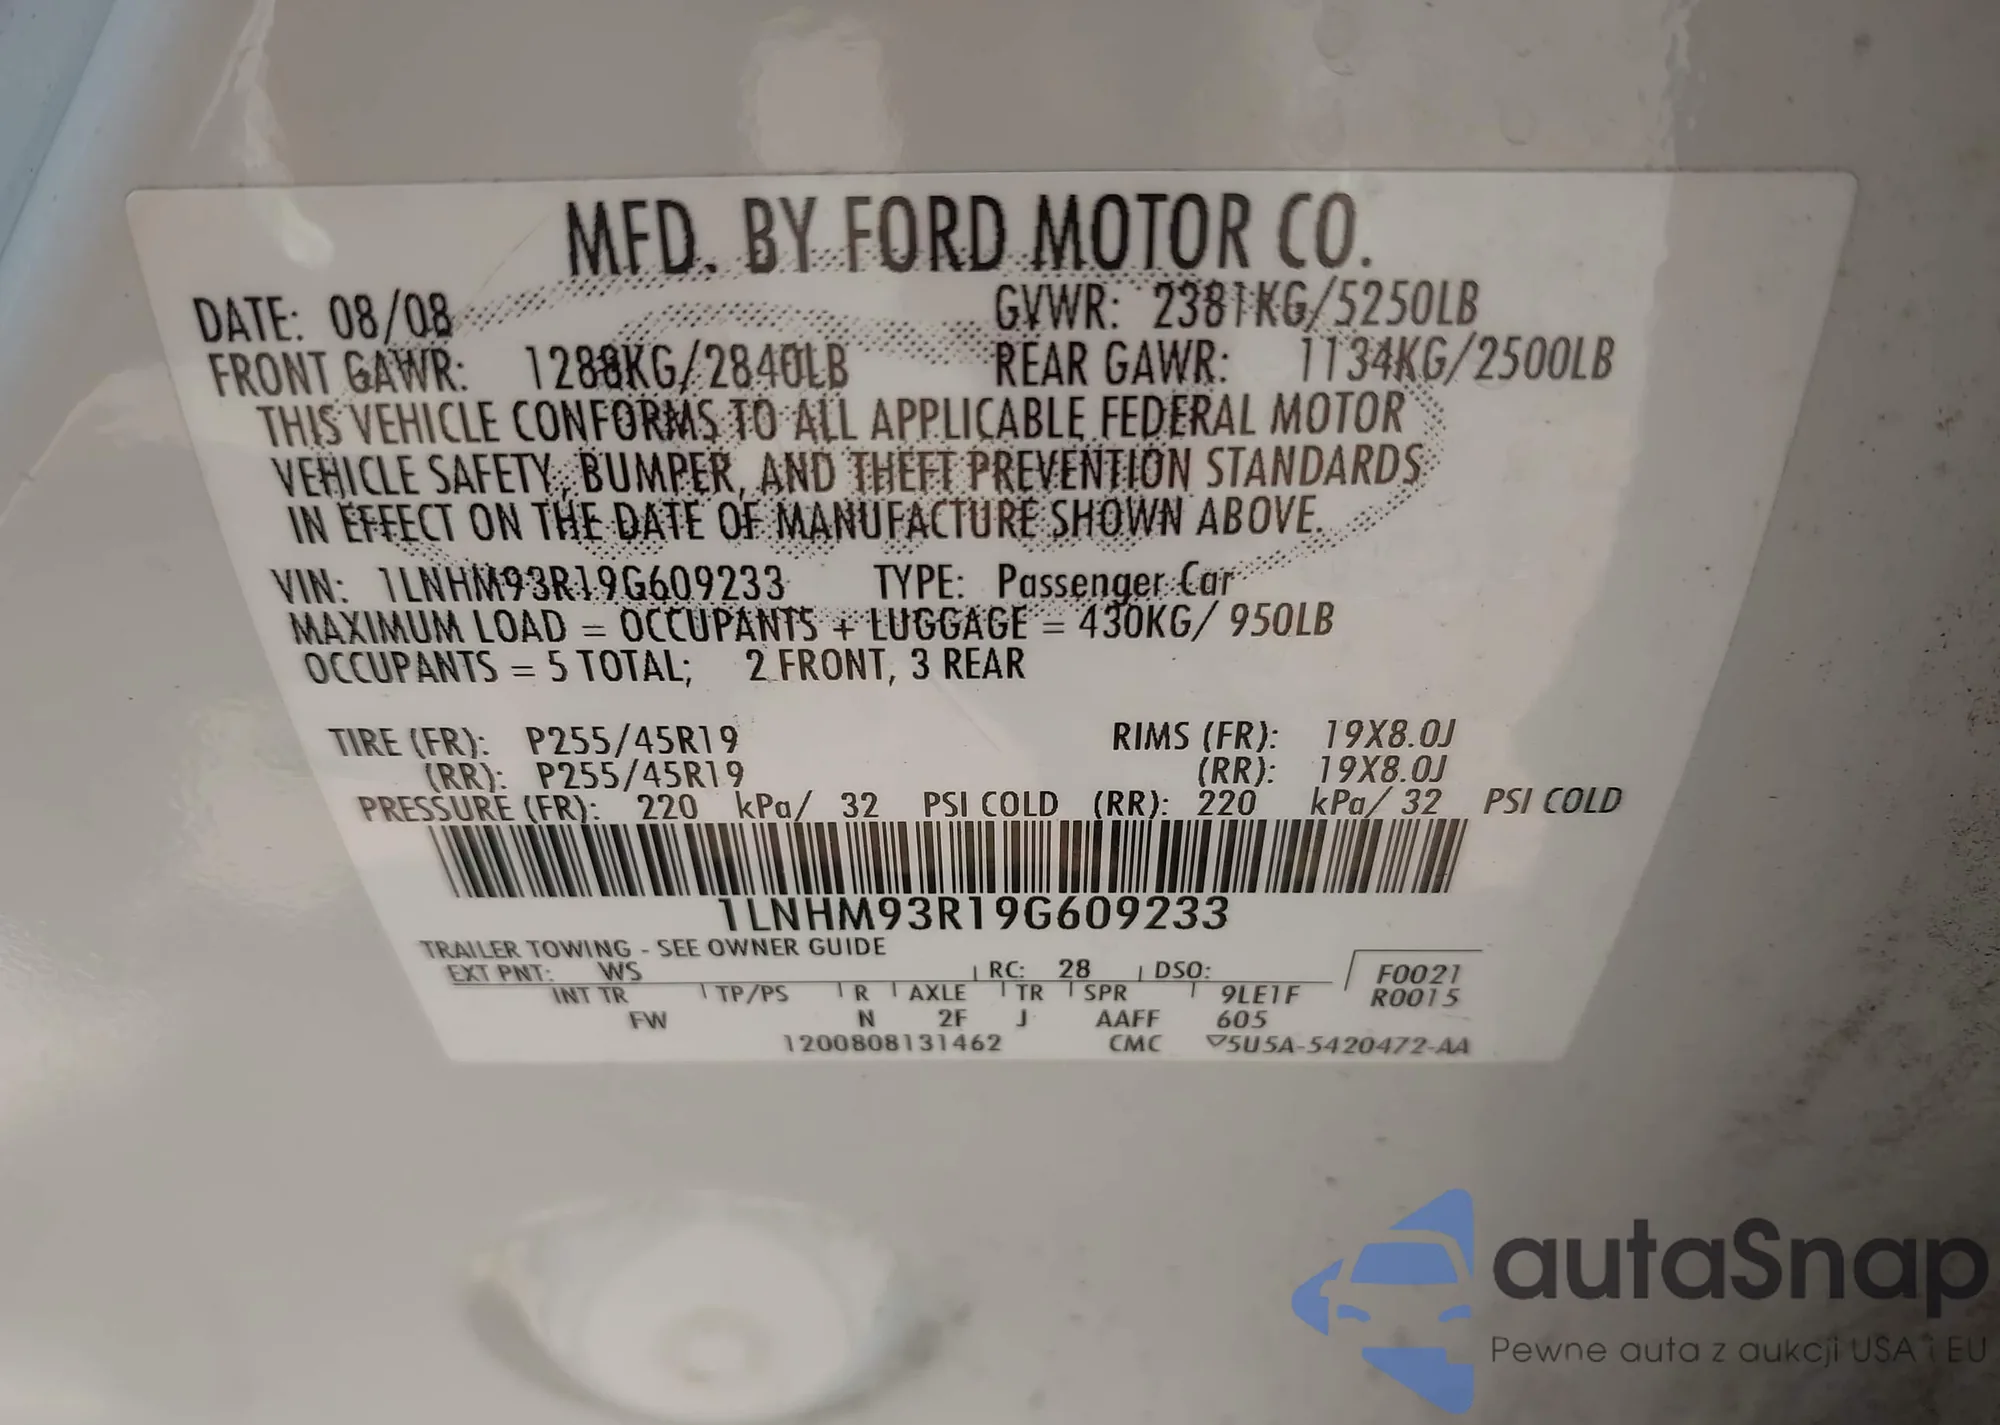 MFD. BY FORD MOTOR CO.
DATE: 08/08 GVWR: 2381KG/5250LB
FRONT GAWR: 1288KG/2840LB REAR GAWR: 1134KG/2500LB
THIS VEHICLE CONFORMS TO ALL APPLICABLE FEDERAL MOTOR
VEHICLE SAFETY, BUMPER, AND THEFT PREVENTION STANDARDS
IN EFFECT ON THE DATE OF MANUFACTURE SHOWN ABOVE.
VIN: 1LNHM93R19G609233 TYPE: Passenger Car
MAXIMUM LOAD = OCCUPANTS + LUGGAGE = 430KG/ 950LB
OCCUPANTS = 5 TOTAL; 2 FRONT, 3 REAR
TIRE (FR): P255/45R19 RIMS (FR): 19X8.0J
(RR): P255/45R19 (RR): 19X8.0J
PRESSURE (FR): 220 kPa/ 32 PSI COLD (RR): 220 kPa/ 32 PSI COLD
1LNHM93R19G609233
TRAILER TOWING - SEE OWNER GUIDE
EXT PNT: WS RC: 28 DSO: F0021
INT TR TP/PS R AXLE TR SPR 9LE1F R0015
FW N 2F J AAFF 605
1200808131462 CMC ▽5U5A-5420472-AA
autaSnap
Pewne auta z aukcji USA i EU